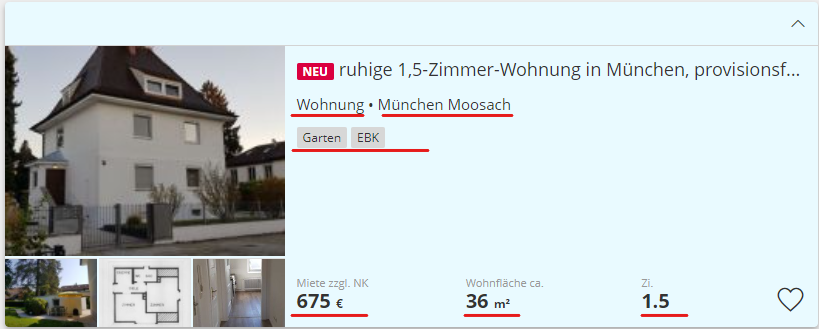 NEU ruhige 1,5-Zimmer-Wohnung in München, provisionsf...
Wohnung • München Moosach
Garten EBK
Miete zzgl. NK Wohnfläche ca. Zi.
675 € 36 m² 1.5